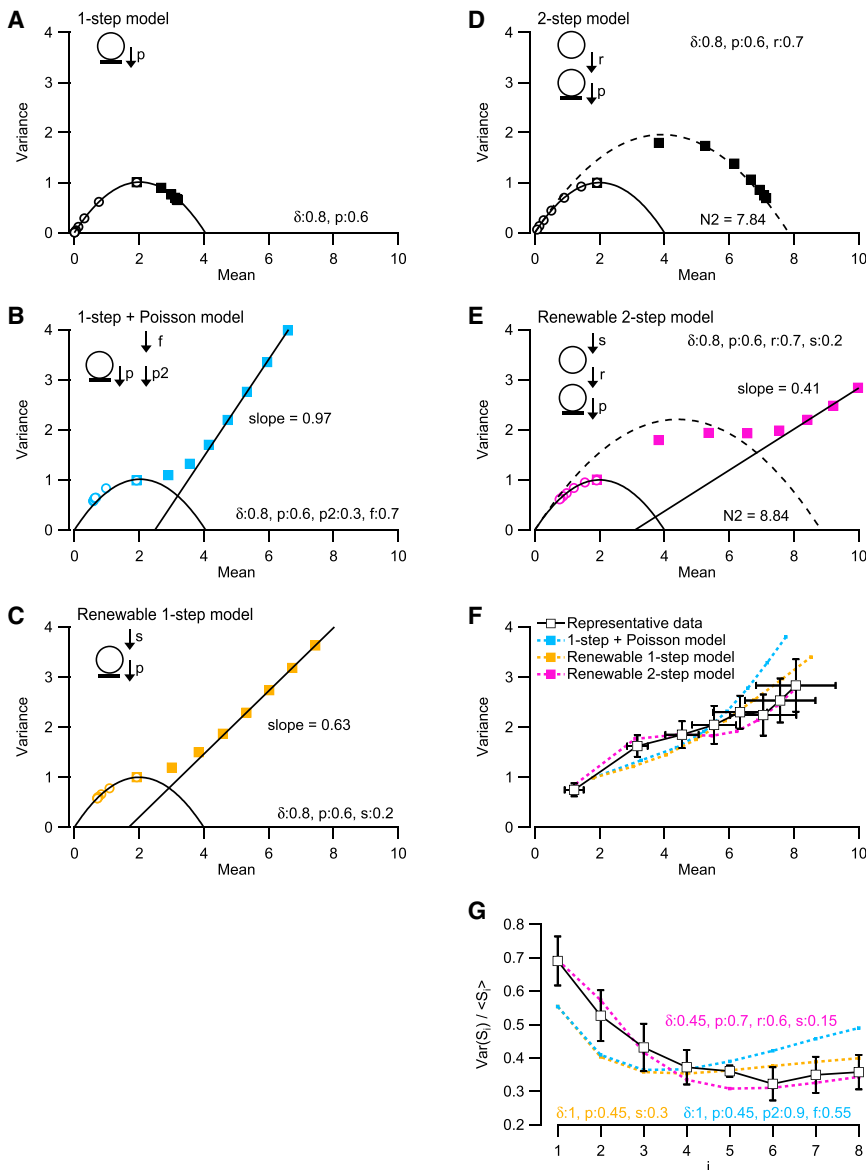 A
1-step model
p
δ:0.8, p:0.6
Variance
4
3
2
1
0
0 2 4 6 8 10
Mean
B
1-step + Poisson model
f
p p2
slope = 0.97
δ:0.8, p:0.6, p2:0.3, f:0.7
Variance
4
3
2
1
0
0 2 4 6 8 10
Mean
C
Renewable 1-step model
s
p
slope = 0.63
δ:0.8, p:0.6, s:0.2
Variance
4
3
2
1
0
0 2 4 6 8 10
Mean
D
2-step model
δ:0.8, p:0.6, r:0.7
r
p
N2 = 7.84
Variance
4
3
2
1
0
0 2 4 6 8 10
Mean
E
Renewable 2-step model
δ:0.8, p:0.6, r:0.7, s:0.2
s
r
p
slope = 0.41
N2 = 8.84
Variance
4
3
2
1
0
0 2 4 6 8 10
Mean
F
Representative data
1-step + Poisson model
Renewable 1-step model
Renewable 2-step model
Variance
4
3
2
1
0
0 2 4 6 8 10
Mean
G
Var(Si) / <Si>
0.8
0.7
0.6
0.5
0.4
0.3
0.2
δ:0.45, p:0.7, r:0.6, s:0.15
δ:1, p:0.45, s:0.3
δ:1, p:0.45, p2:0.9, f:0.55
1 2 3 4 5 6 7 8
i